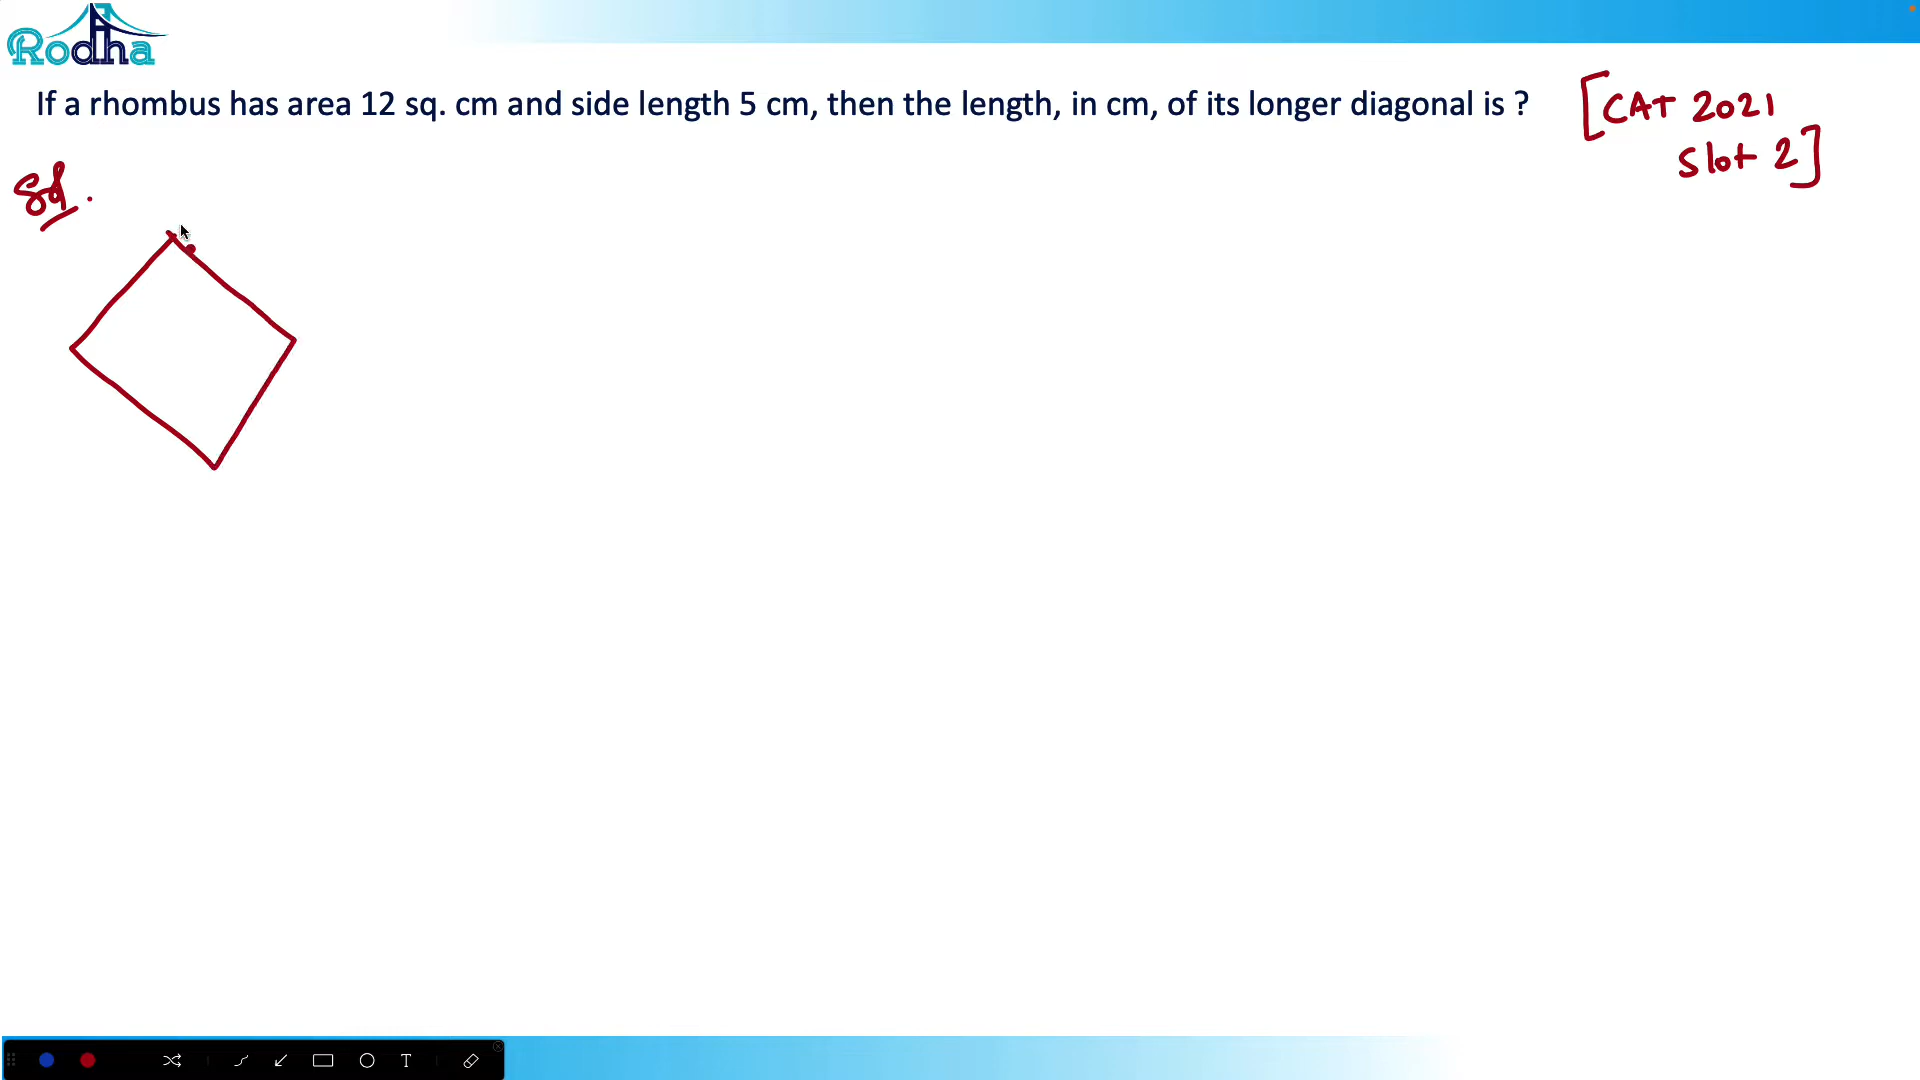 Rodha
If a rhombus has area 12 sq. cm and side length 5 cm, then the length, in cm, of its longer diagonal is ?
[CAT 2021
Slot 2]
Sol.
T